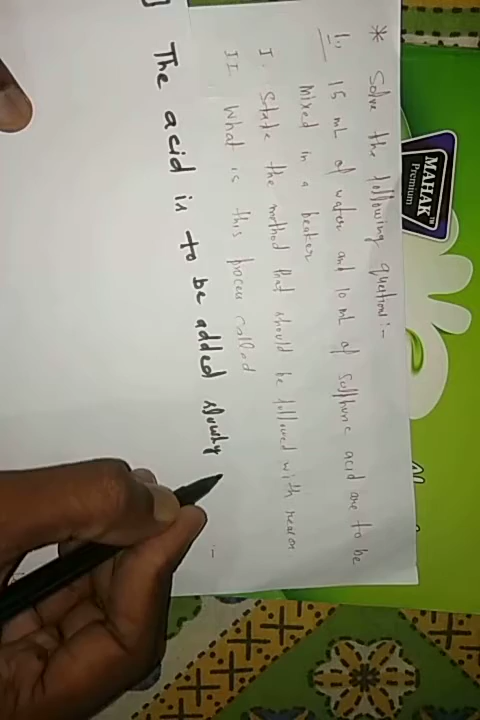 * Solve the following question :-
1., 15 mL of water and 10 mL of sulphuric acid are to be
mixed in a beaker
I. State the method that should be followed with reason
II What is this process called
The acid is to be added slowly
:-
MAHAK™
Premium